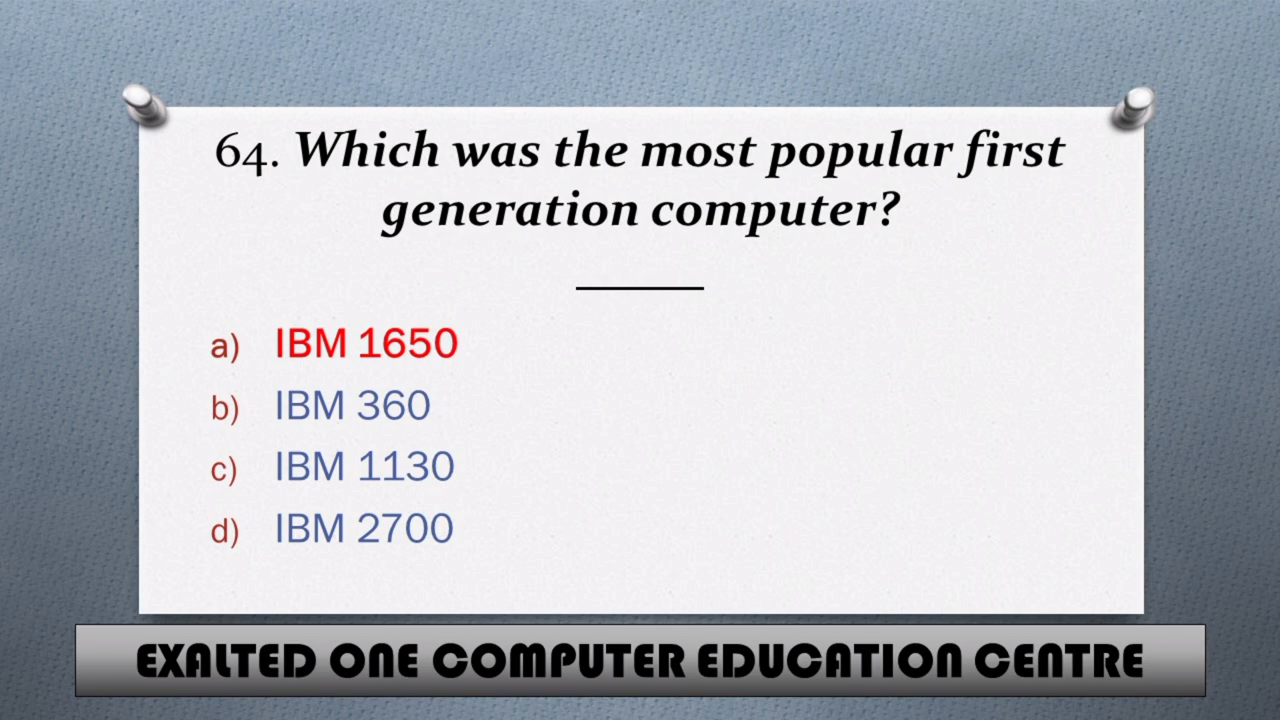 64. Which was the most popular first
generation computer?
a) IBM 1650
b) IBM 360
c) IBM 1130
d) IBM 2700
EXALTED ONE COMPUTER EDUCATION CENTRE